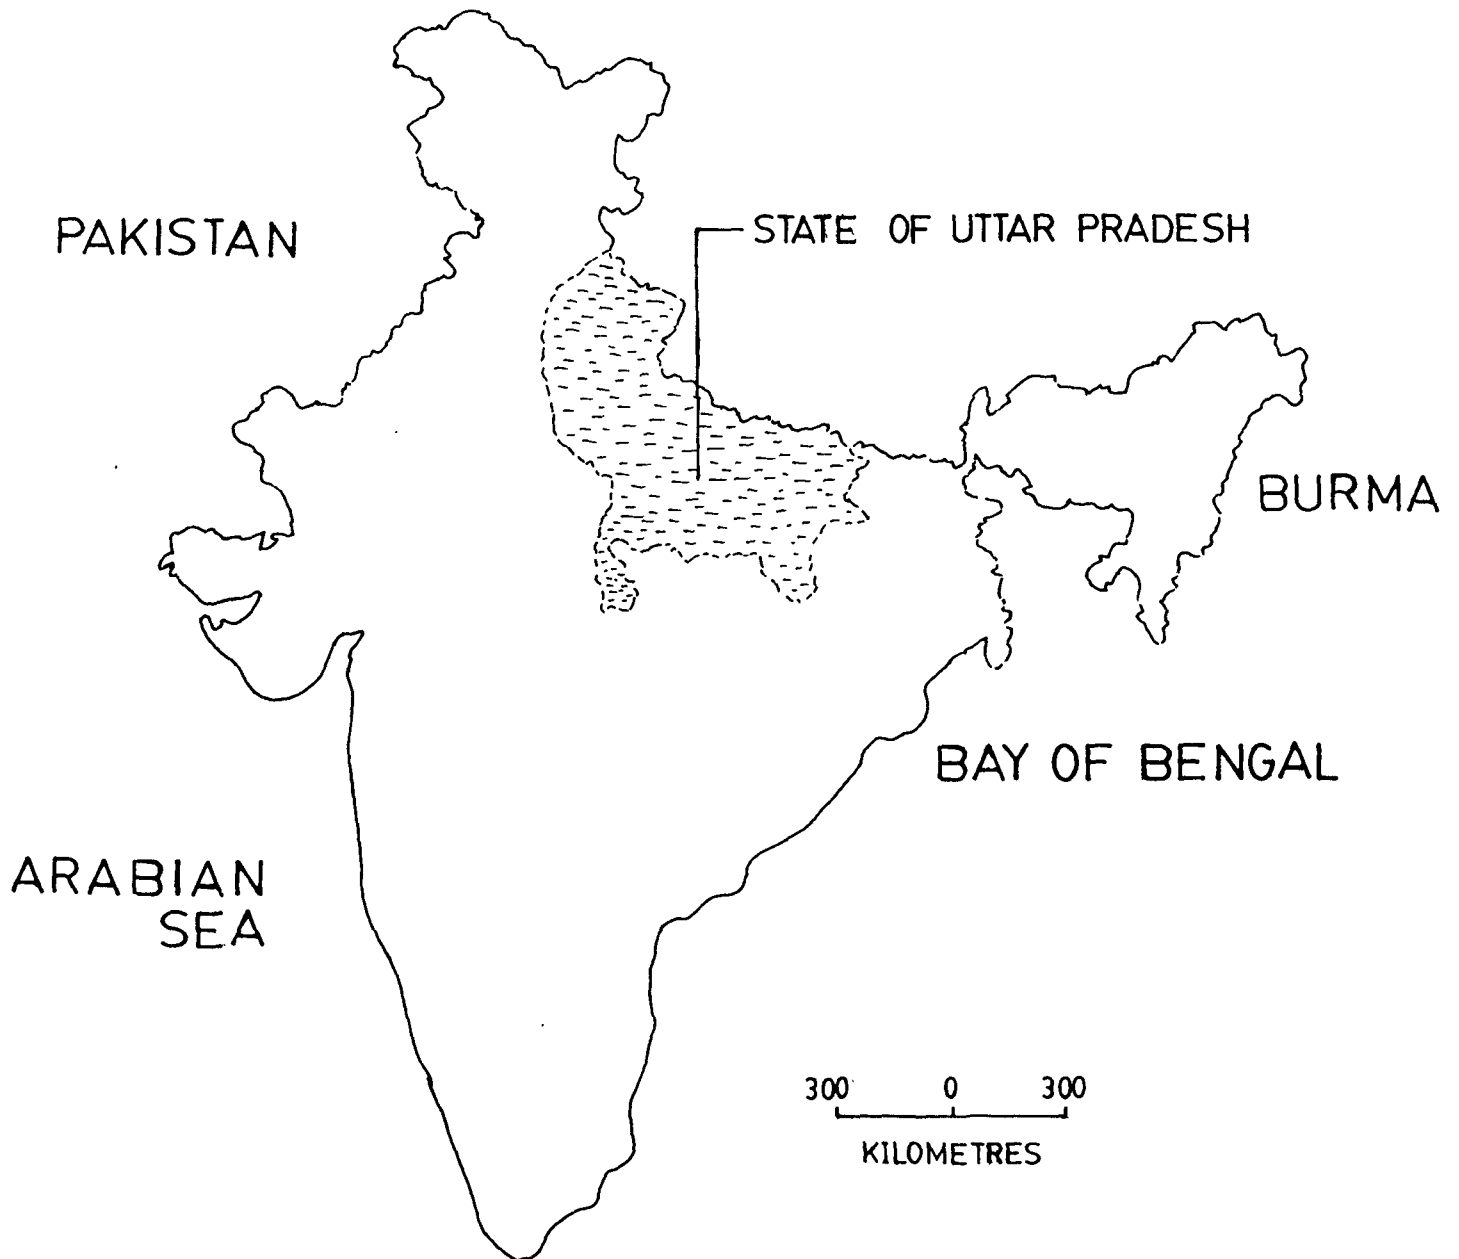 PAKISTAN
STATE OF UTTAR PRADESH
BURMA
BAY OF BENGAL
ARABIAN
SEA
300 0 300
KILOMETRES